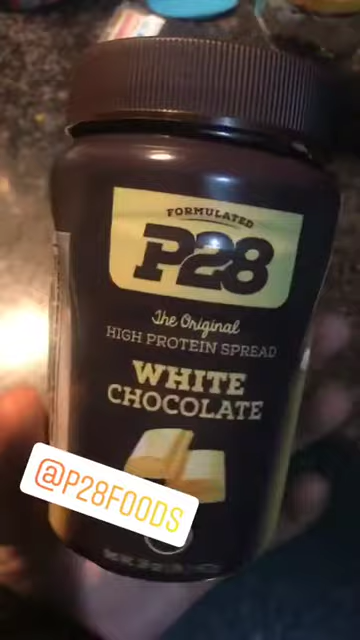 FORMULATED
P28
The Original
HIGH PROTEIN SPREAD
WHITE
CHOCOLATE
@P28FOODS